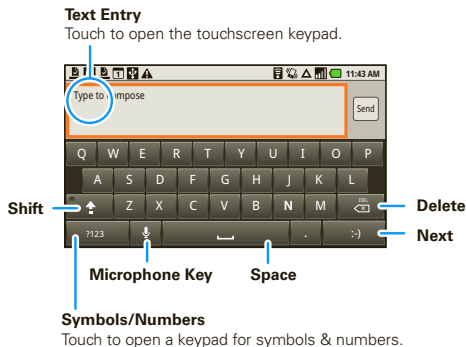 Text Entry
Touch to open the touchscreen keypad.
11:43 AM
Type to compose
Send
Q W E R T Y U I O P
A S D F G H J K L
Shift
Z X C V B N M DEL
Delete
?123 . :-)
Next
Microphone Key Space
Symbols/Numbers
Touch to open a keypad for symbols & numbers.